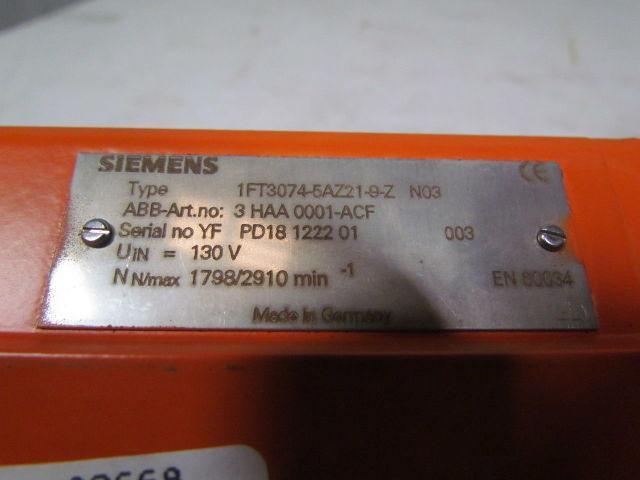 SIEMENS
Type 1FT3074-5AZ21-9-Z N03
ABB-Art.no: 3 HAA 0001-ACF
Serial no YF PD18 1222 01 003
UIN = 130 V
N N/max 1798/2910 min -1 EN 60034
Made in Germany